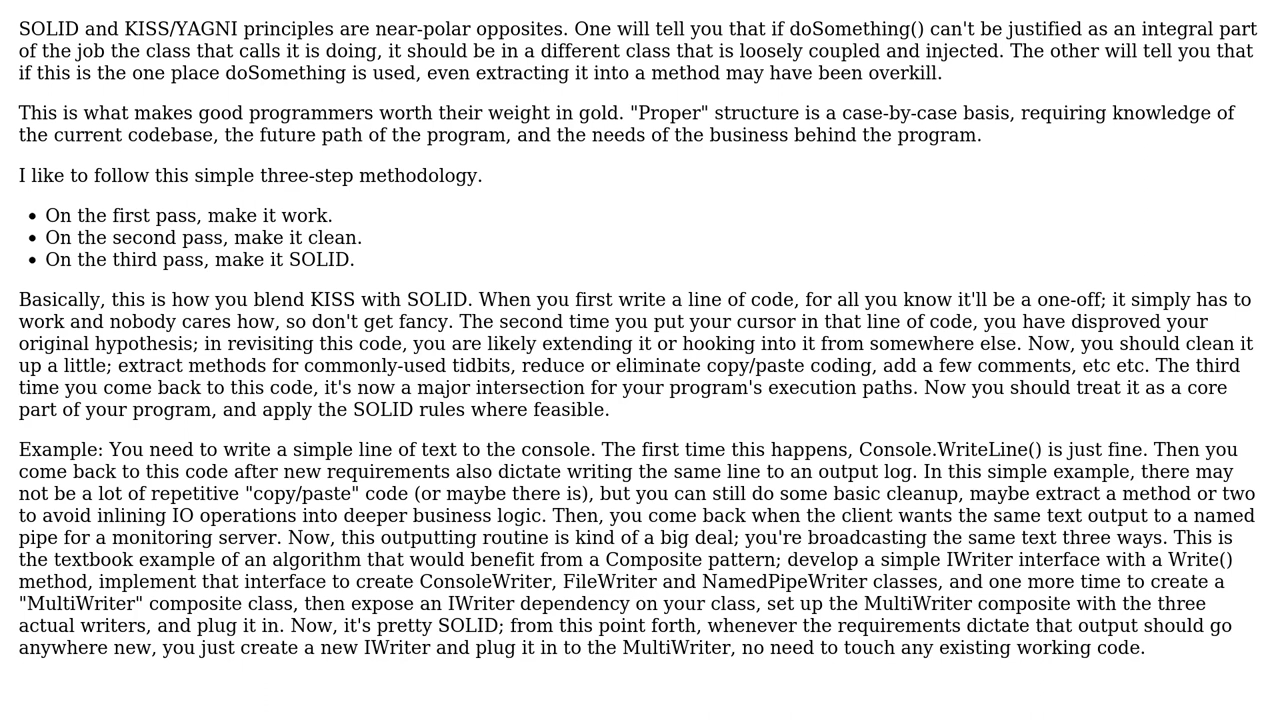 SOLID and KISS/YAGNI principles are near-polar opposites. One will tell you that if doSomething() can't be justified as an integral part
of the job the class that calls it is doing, it should be in a different class that is loosely coupled and injected. The other will tell you that
if this is the one place doSomething is used, even extracting it into a method may have been overkill.
This is what makes good programmers worth their weight in gold. "Proper" structure is a case-by-case basis, requiring knowledge of
the current codebase, the future path of the program, and the needs of the business behind the program.
I like to follow this simple three-step methodology.
• On the first pass, make it work.
• On the second pass, make it clean.
• On the third pass, make it SOLID.
Basically, this is how you blend KISS with SOLID. When you first write a line of code, for all you know it'll be a one-off; it simply has to
work and nobody cares how, so don't get fancy. The second time you put your cursor in that line of code, you have disproved your
original hypothesis; in revisiting this code, you are likely extending it or hooking into it from somewhere else. Now, you should clean it
up a little; extract methods for commonly-used tidbits, reduce or eliminate copy/paste coding, add a few comments, etc etc. The third
time you come back to this code, it's now a major intersection for your program's execution paths. Now you should treat it as a core
part of your program, and apply the SOLID rules where feasible.
Example: You need to write a simple line of text to the console. The first time this happens, Console.WriteLine() is just fine. Then you
come back to this code after new requirements also dictate writing the same line to an output log. In this simple example, there may
not be a lot of repetitive "copy/paste" code (or maybe there is), but you can still do some basic cleanup, maybe extract a method or two
to avoid inlining IO operations into deeper business logic. Then, you come back when the client wants the same text output to a named
pipe for a monitoring server. Now, this outputting routine is kind of a big deal; you're broadcasting the same text three ways. This is
the textbook example of an algorithm that would benefit from a Composite pattern; develop a simple IWriter interface with a Write()
method, implement that interface to create ConsoleWriter, FileWriter and NamedPipeWriter classes, and one more time to create a
"MultiWriter" composite class, then expose an IWriter dependency on your class, set up the MultiWriter composite with the three
actual writers, and plug it in. Now, it's pretty SOLID; from this point forth, whenever the requirements dictate that output should go
anywhere new, you just create a new IWriter and plug it in to the MultiWriter, no need to touch any existing working code.